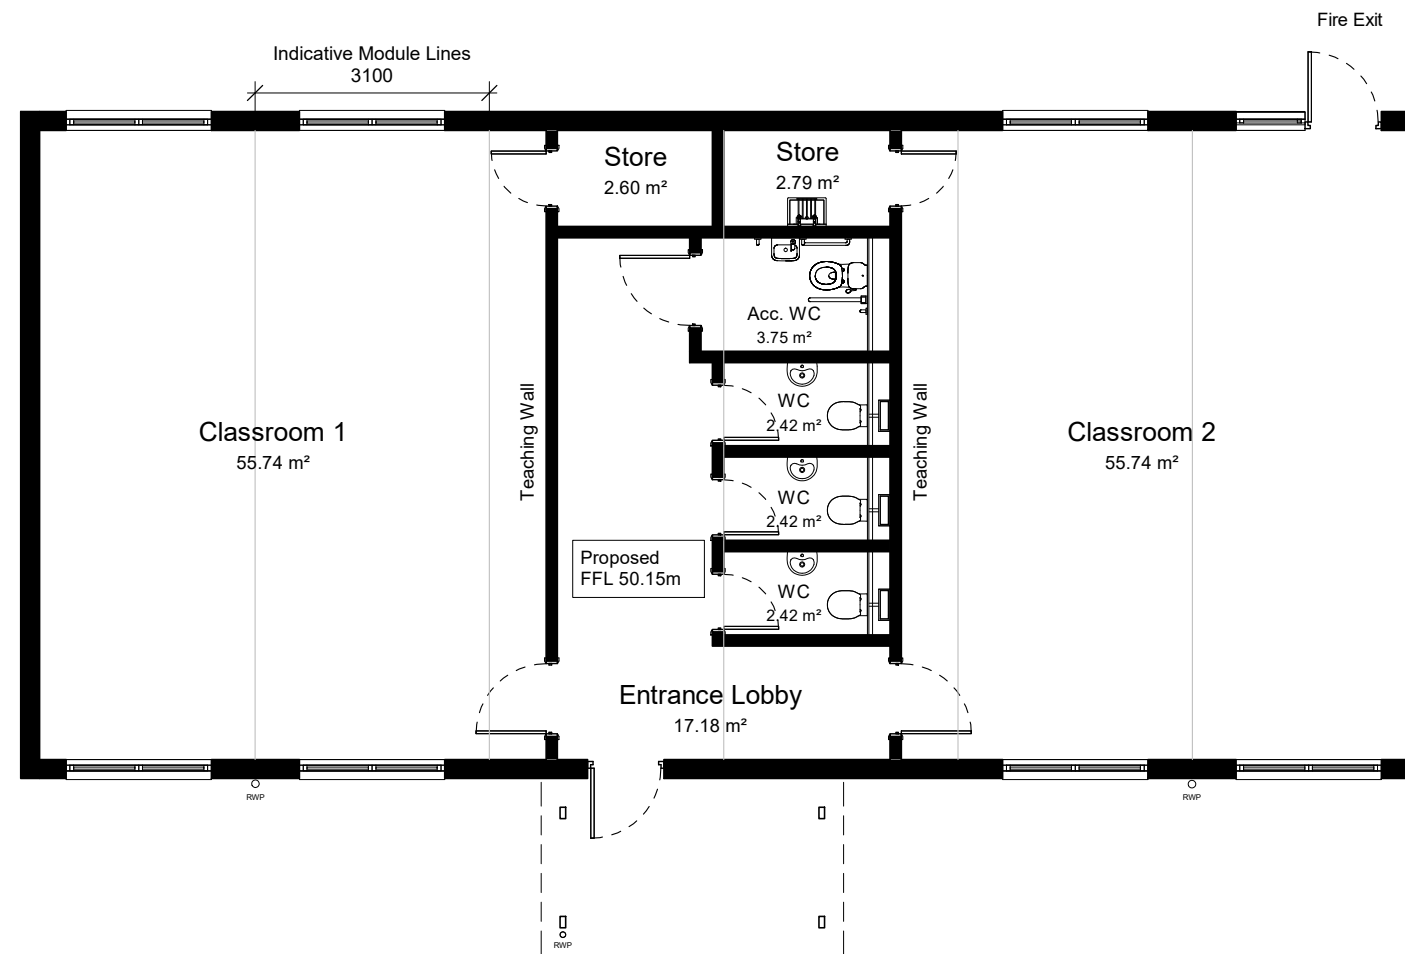 Fire Exit
Indicative Module Lines
3100
Store
2.60 m²
Store
2.79 m²
Acc. WC
3.75 m²
Teaching Wall
WC
2.42 m²
Teaching Wall
Classroom 1
55.74 m²
Classroom 2
55.74 m²
WC
2.42 m²
Proposed
FFL 50.15m
WC
2.42 m²
Entrance Lobby
17.18 m²
RWP
RWP
RWP